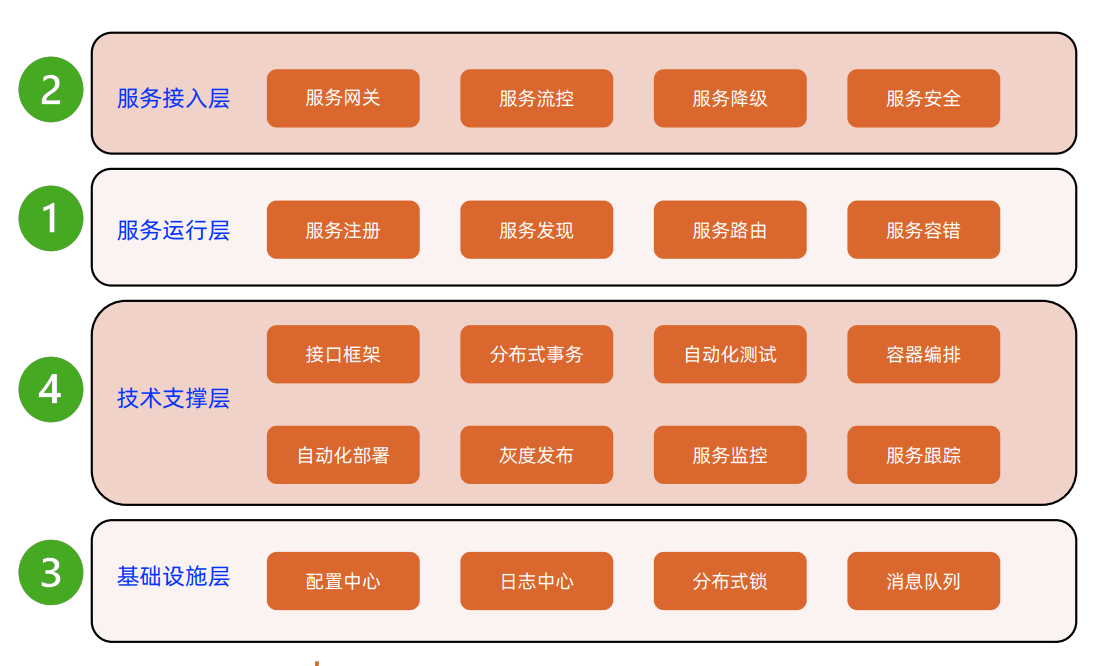 2
服务接入层
服务网关
服务流控
服务降级
服务安全
1
服务运行层
服务注册
服务发现
服务路由
服务容错
4
技术支撑层
接口框架
分布式事务
自动化测试
容器编排
自动化部署
灰度发布
服务监控
服务跟踪
3
基础设施层
配置中心
日志中心
分布式锁
消息队列